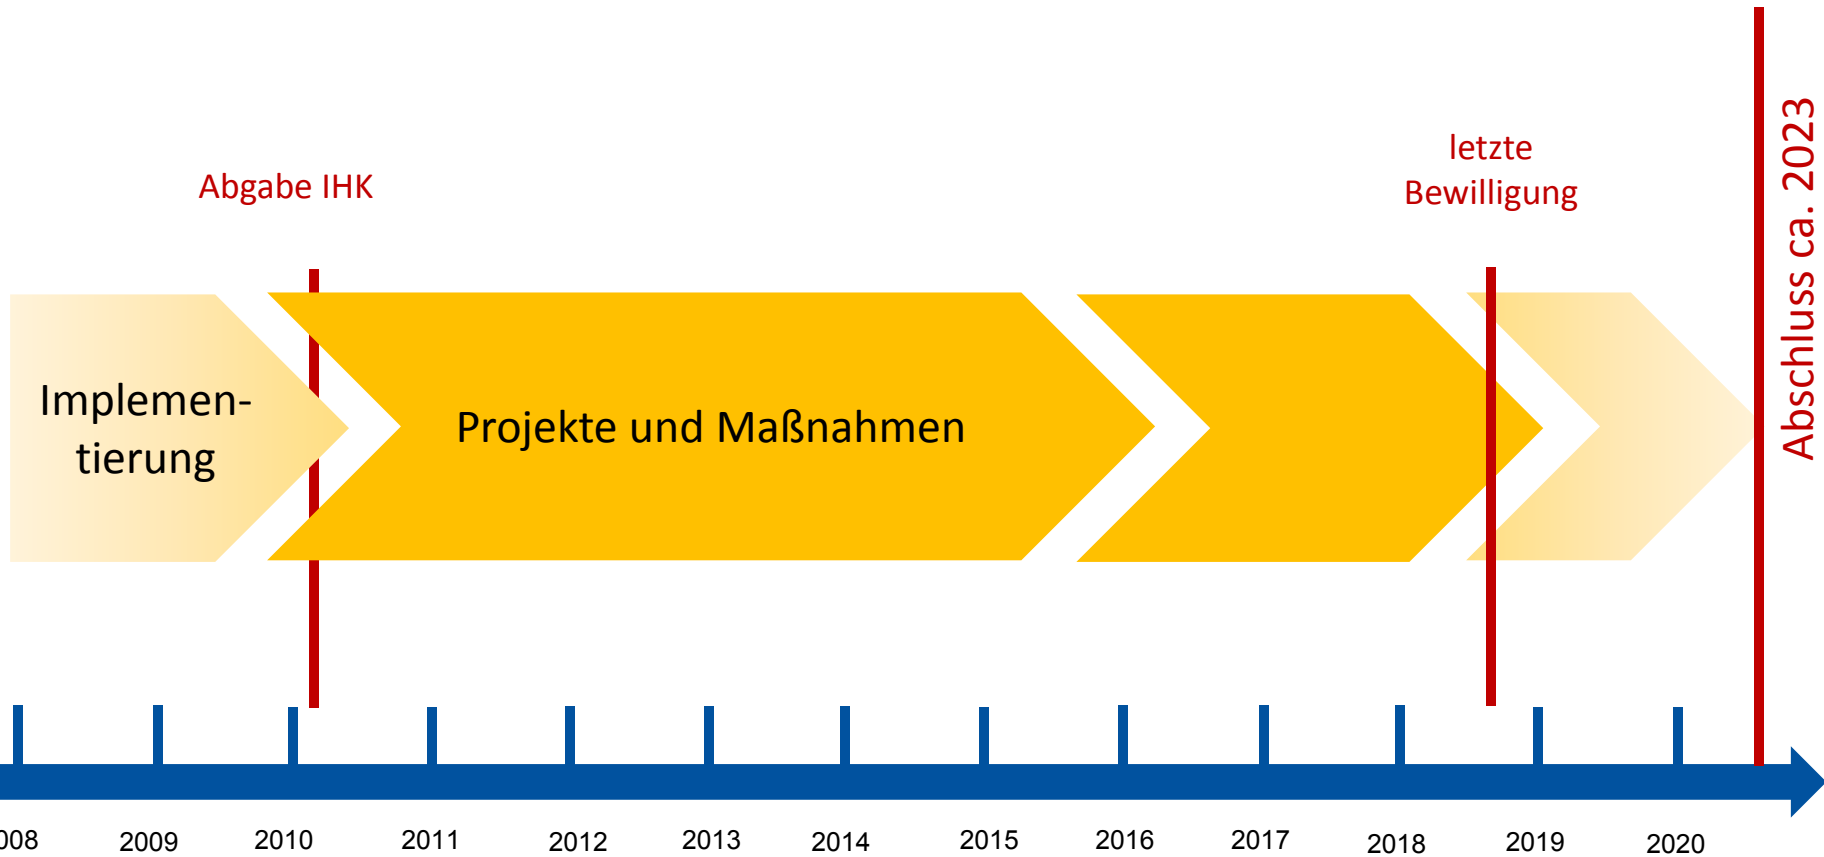 Abgabe IHK
letzte
Bewilligung
Abschluss ca. 2023
Implemen-
tierung
Projekte und Maßnahmen
008 2009 2010 2011 2012 2013 2014 2015 2016 2017 2018 2019 2020